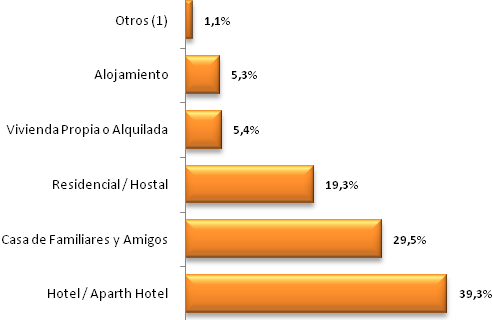 Otros (1) 1,1%
Alojamiento 5,3%
Vivienda Propia o Alquilada 5,4%
Residencial / Hostal 19,3%
Casa de Familiares y Amigos 29,5%
Hotel / Aparth Hotel 39,3%